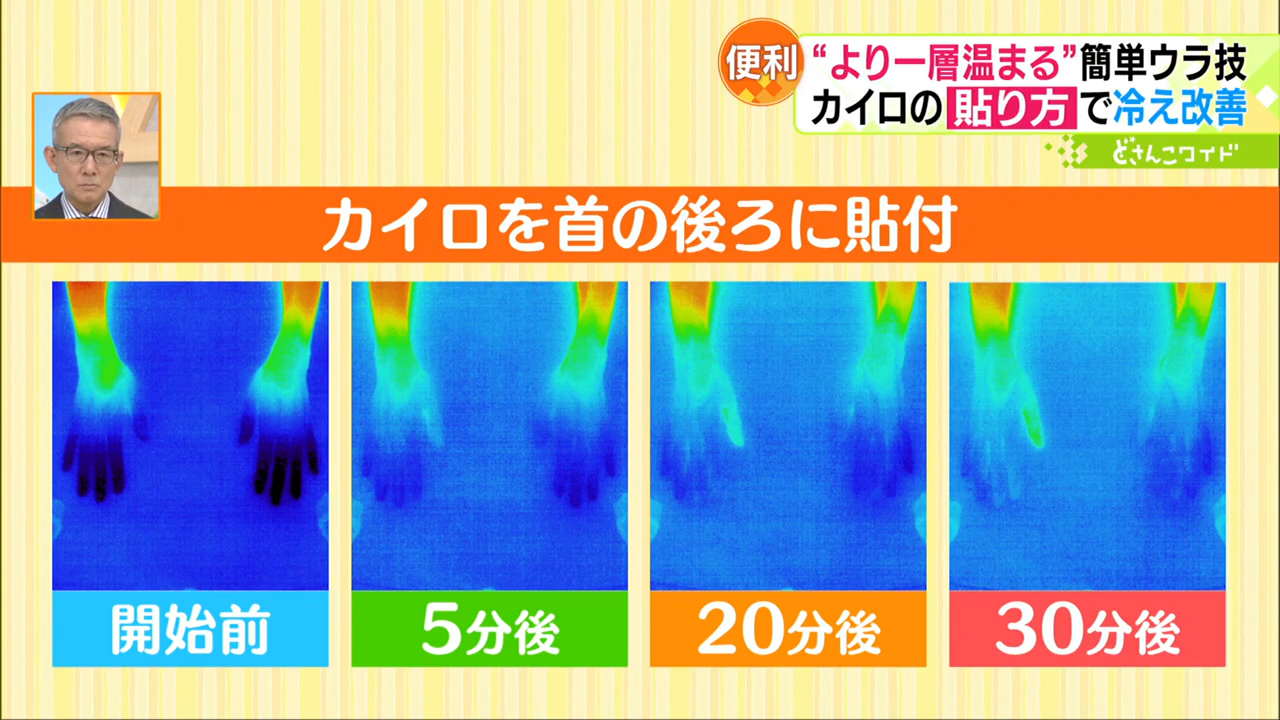 便利
“より一層温まる”簡単ウラ技
カイロの貼り方で冷え改善
どさんこワイド
カイロを首の後ろに貼付
開始前
5分後
20分後
30分後